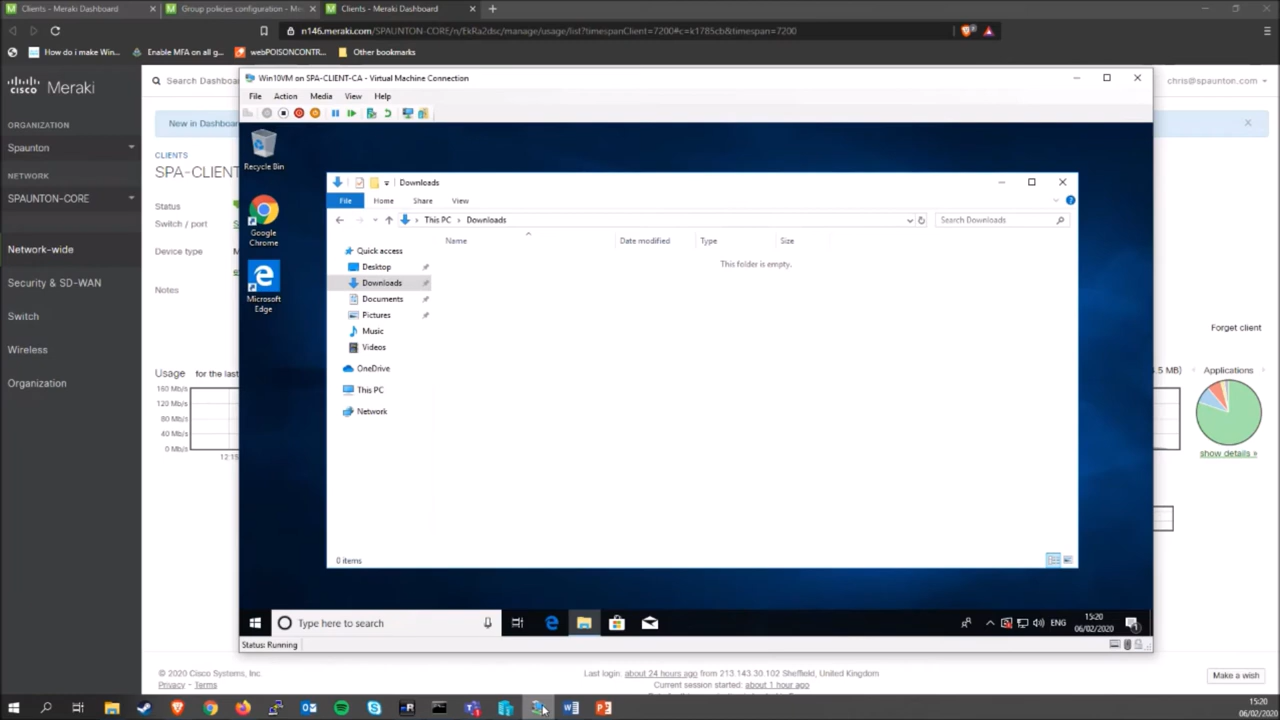 Clients - Meraki Dashboard
Group policies configuration - Me
Clients - Meraki Dashboard
n146.meraki.com/SPAUNTON-CORE/n/EkRa2dsc/manage/usage/list?timespanClient=7200#c=k1785cb&timespan=7200
How do i make Win...
Enable MFA on all g...
webPOISONCONTR...
Other bookmarks
CISCO Meraki
Search Dashboa
chris@spaunton.com
ORGANIZATION
Spaunton
NETWORK
SPAUNTON-CORE
Network-wide
Security & SD-WAN
Switch
Wireless
Organization
New in Dashboar
CLIENTS
SPA-CLIENT
Status
Switch / port
Device type
Notes
Usage for the last
160 Mb/s
120 Mb/s
80 Mb/s
40 Mb/s
0 Mb/s
Forget client
.5 MB)
Applications
show details »
Win10VM on SPA-CLIENT-CA - Virtual Machine Connection
File Action Media View Help
Recycle Bin
Google
Chrome
Microsoft
Edge
Downloads
File Home Share View
This PC > Downloads
Search Downloads
Name Date modified Type Size
This folder is empty.
Quick access
Desktop
Downloads
Documents
Pictures
Music
Videos
OneDrive
This PC
Network
0 items
Type here to search
ENG
15:20
06/02/2020
Status: Running
© 2020 Cisco Systems, Inc.
Privacy - Terms
Last login: about 24 hours ago from 213.143.30.102 Sheffield, United Kingdom
Current session started: about 1 hour ago
Make a wish
15:20
06/02/2020